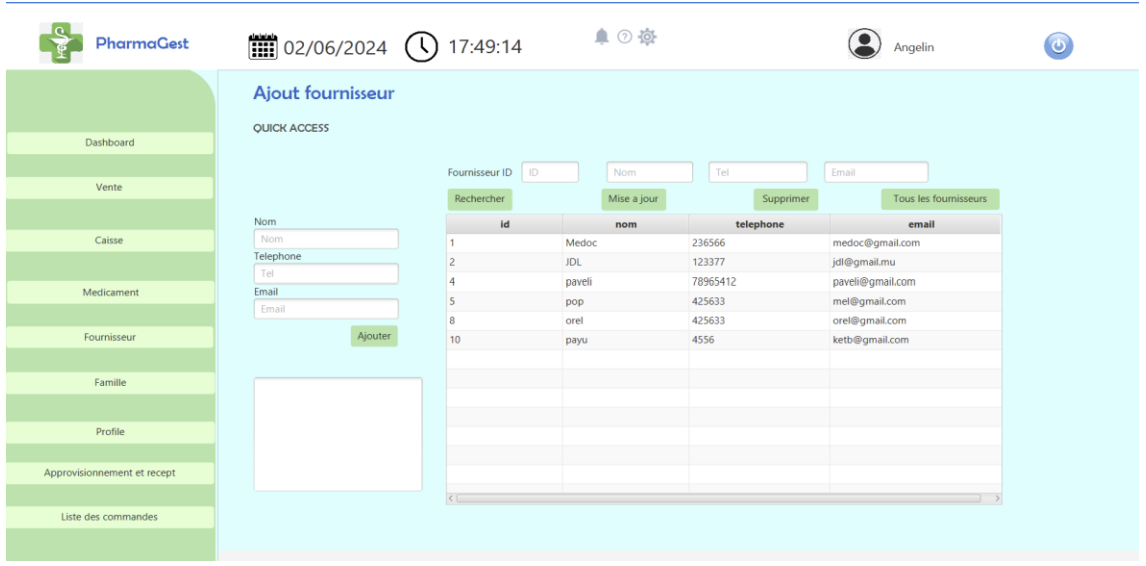 PharmaGest
02/06/2024 17:49:14
Angelin
Ajout fournisseur
QUICK ACCESS
Dashboard
Vente
Caisse
Medicament
Fournisseur
Famille
Profile
Approvisionnement et recept
Liste des commandes
Fournisseur ID ID Nom Tel Email
Rechercher Mise a jour Supprimer Tous les fournisseurs
Nom
Nom
Telephone
Tel
Email
Email
Ajouter
id nom telephone email
1 Medoc 236566 medoc@gmail.com
2 JDL 123377 jdl@gmail.mu
4 paveli 78965412 paveli@gmail.com
5 pop 425633 mel@gmail.com
8 orel 425633 orel@gmail.com
10 payu 4556 ketb@gmail.com